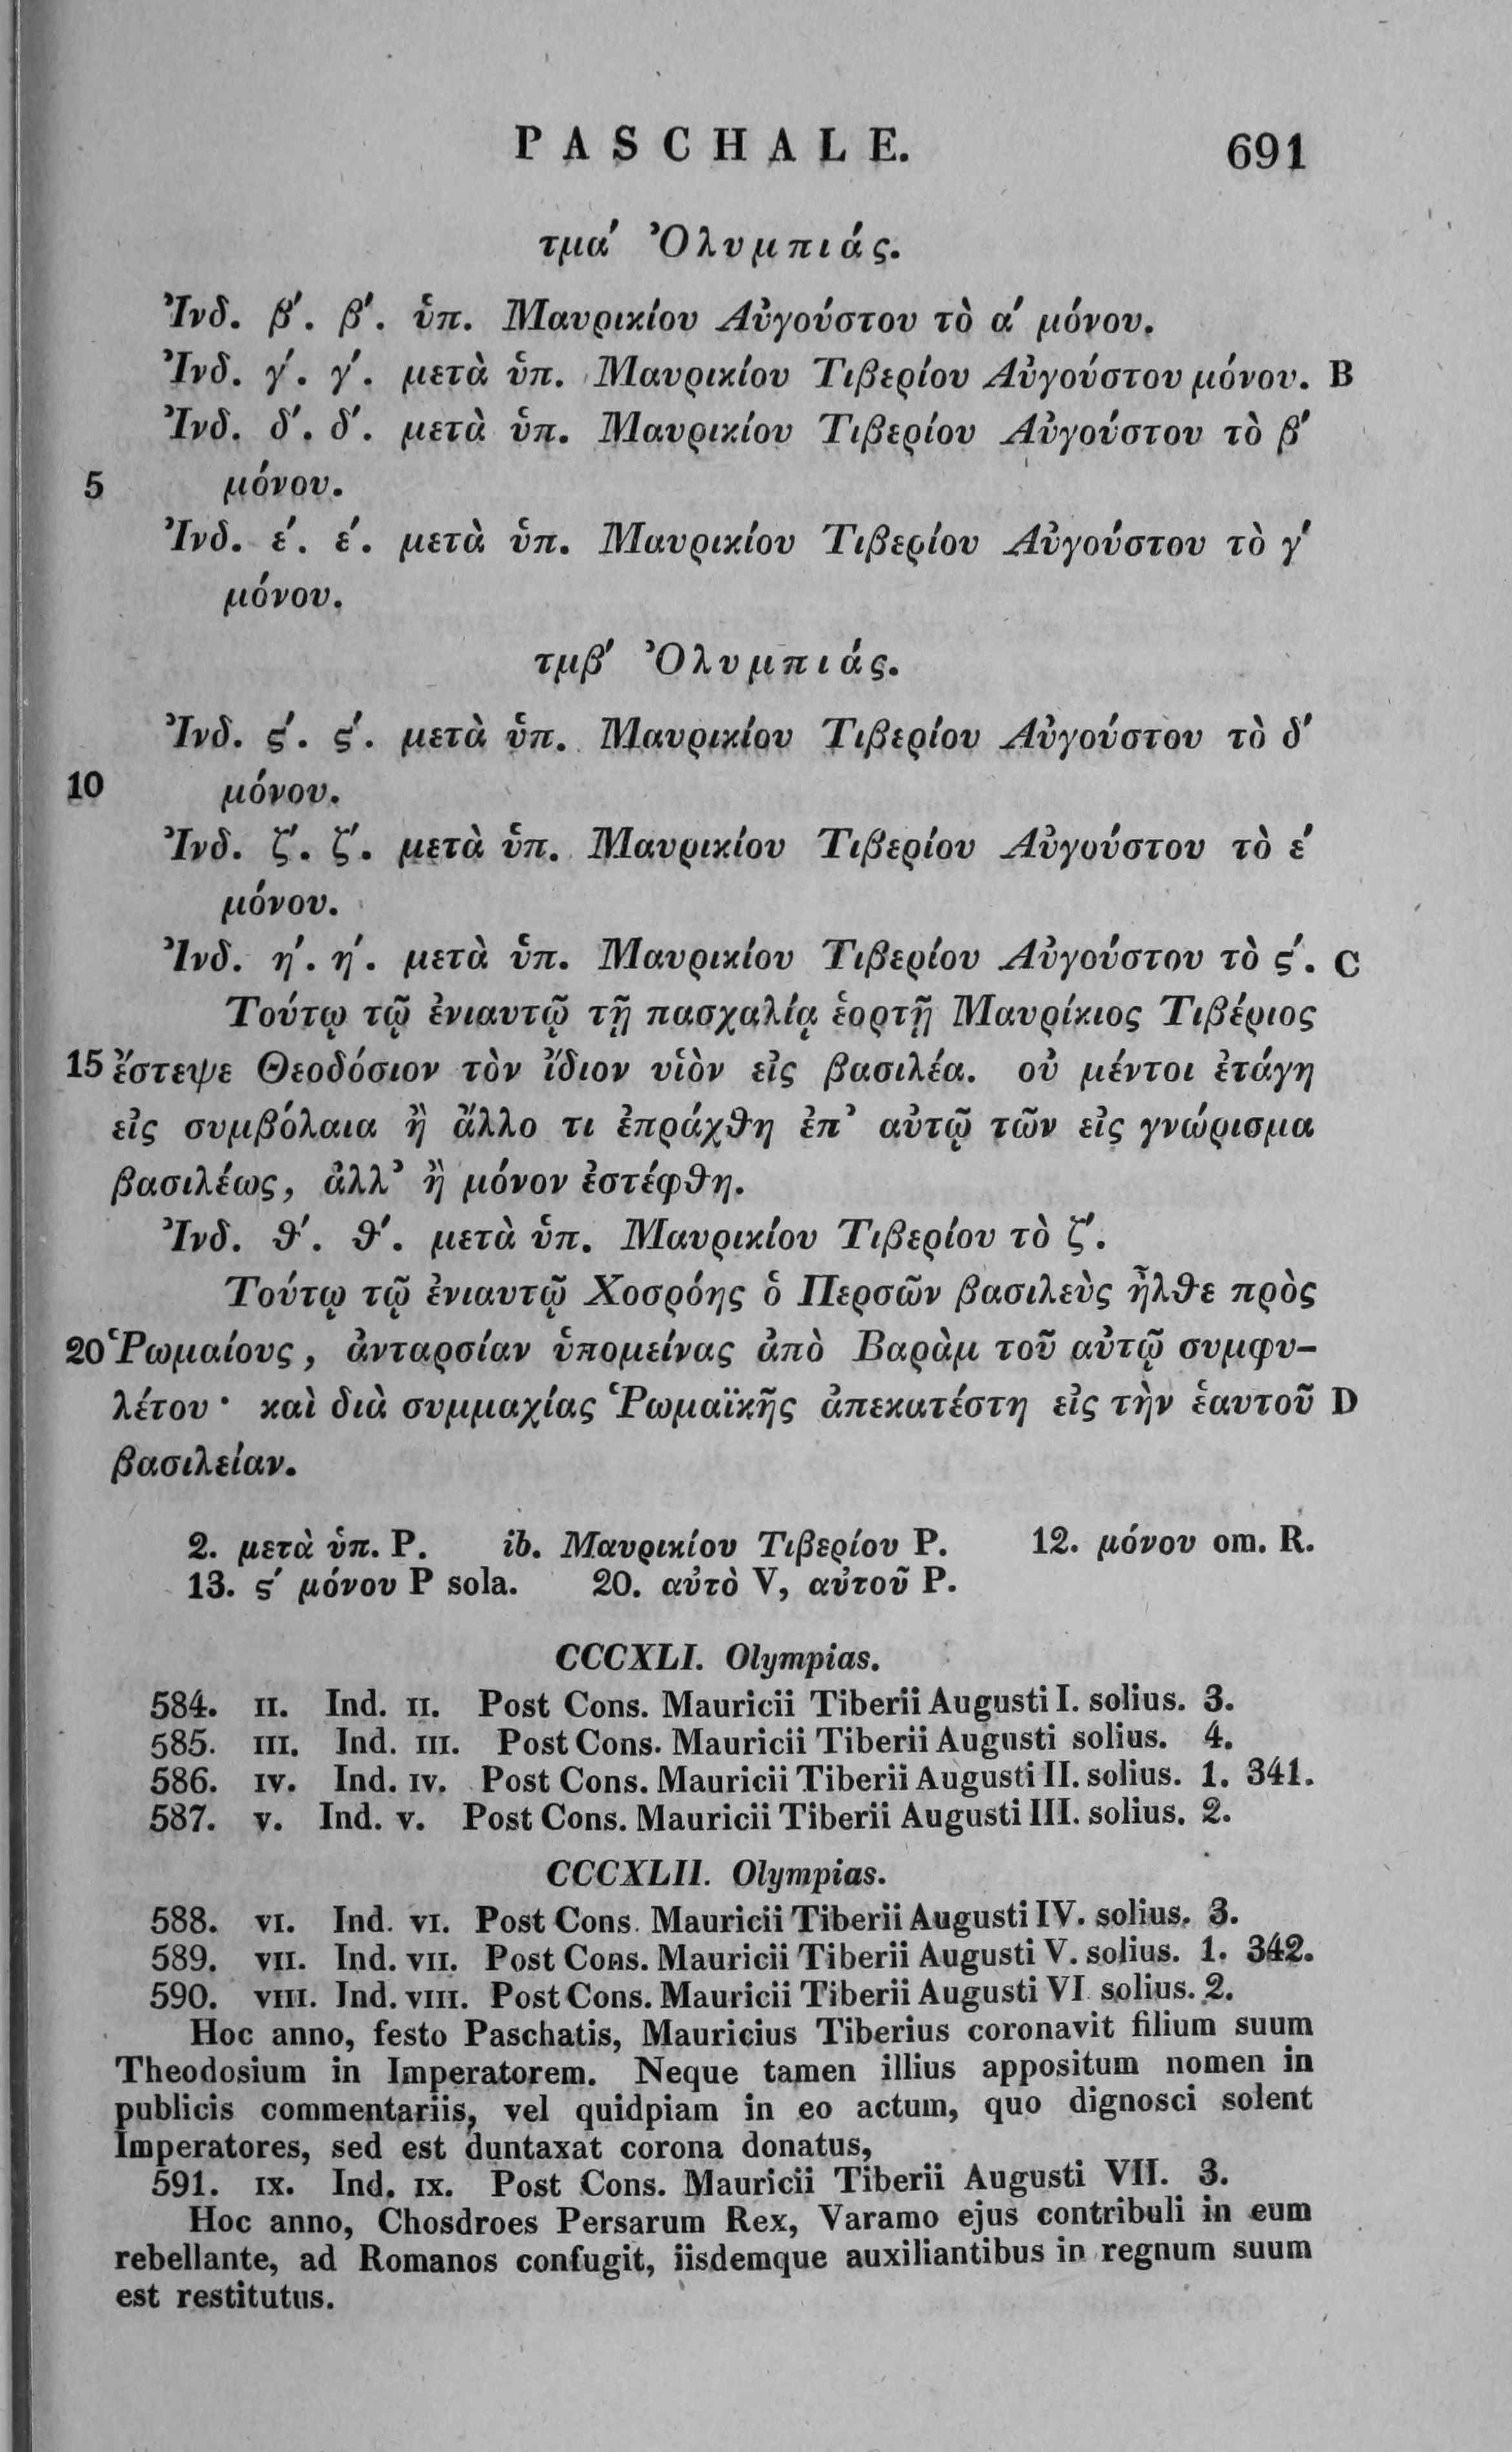 PASCHALE. 691
τμα΄ Ὀλυμπιάς.
Ἰνδ. β΄. β΄. ὑπ. Μαυρικίου Αὐγούστου τὸ α΄ μόνου.
Ἰνδ. γ΄. γ΄. μετὰ ὑπ. Μαυρικίου Τιβερίου Αὐγούστου μόνου. B
Ἰνδ. δ΄. δ΄. μετὰ ὑπ. Μαυρικίου Τιβερίου Αὐγούστου τὸ β΄
5 μόνου.
Ἰνδ. ε΄. ε΄. μετὰ ὑπ. Μαυρικίου Τιβερίου Αὐγούστου τὸ γ΄
μόνου.
τμβ΄ Ὀλυμπιάς.
Ἰνδ. ς΄. ς΄. μετὰ ὑπ. Μαυρικίου Τιβερίου Αὐγούστου τὸ δ΄
10 μόνου.
Ἰνδ. ζ΄. ζ΄. μετὰ ὑπ. Μαυρικίου Τιβερίου Αὐγούστου τὸ ε΄
μόνου.
Ἰνδ. η΄. η΄. μετὰ ὑπ. Μαυρικίου Τιβερίου Αὐγούστου τὸ ς΄. C
Τούτῳ τῷ ἐνιαυτῷ τῇ πασχαλίᾳ ἑορτῇ Μαυρίκιος Τιβέριος
15 ἔστεψε Θεοδόσιον τὸν ἴδιον υἱὸν εἰς βασιλέα. οὐ μέντοι ἐτάγη
εἰς συμβόλαια ἢ ἄλλο τι ἐπράχθη ἐπ᾽ αὐτῷ τῶν εἰς γνώρισμα
βασιλέως, ἀλλ᾽ ἢ μόνον ἐστέφθη.
Ἰνδ. θ΄. θ΄. μετὰ ὑπ. Μαυρικίου Τιβερίου τὸ ζ΄.
Τούτῳ τῷ ἐνιαυτῷ Χοσρόης ὁ Περσῶν βασιλεὺς ἦλθε πρὸς
20 Ῥωμαίους, ἀνταρσίαν ὑπομείνας ἀπὸ Βαρὰμ τοῦ αὐτῷ συμφυ-
λέτου· καὶ διὰ συμμαχίας Ῥωμαϊκῆς ἀπεκατέστη εἰς τὴν ἑαυτοῦ D
βασιλείαν.
2. μετὰ ὑπ. P. ib. Μαυρικίου Τιβερίου P. 12. μόνου om. R.
13. ς΄ μόνου P sola. 20. αὐτὸ V, αὐτοῦ P.
CCCXLI. Olympias.
584. II. Ind. II. Post Cons. Mauricii Tiberii Augusti I. solius. 3.
585. III. Ind. III. Post Cons. Mauricii Tiberii Augusti solius. 4.
586. IV. Ind. IV. Post Cons. Mauricii Tiberii Augusti II. solius. 1. 341.
587. V. Ind. V. Post Cons. Mauricii Tiberii Augusti III. solius. 2.
CCCXLII. Olympias.
588. VI. Ind. VI. Post Cons. Mauricii Tiberii Augusti IV. solius. 3.
589. VII. Ind. VII. Post Cons. Mauricii Tiberii Augusti V. solius. 1. 342.
590. VIII. Ind. VIII. Post Cons. Mauricii Tiberii Augusti VI solius. 2.
Hoc anno, festo Paschatis, Mauricius Tiberius coronavit filium suum
Theodosium in Imperatorem. Neque tamen illius appositum nomen in
publicis commentariis, vel quidpiam in eo actum, quo dignosci solent
Imperatores, sed est duntaxat corona donatus,
591. IX. Ind. IX. Post Cons. Mauricii Tiberii Augusti VII. 3.
Hoc anno, Chosdroes Persarum Rex, Varamo ejus contribuli in eum
rebellante, ad Romanos confugit, iisdemque auxiliantibus in regnum suum
est restitutus.